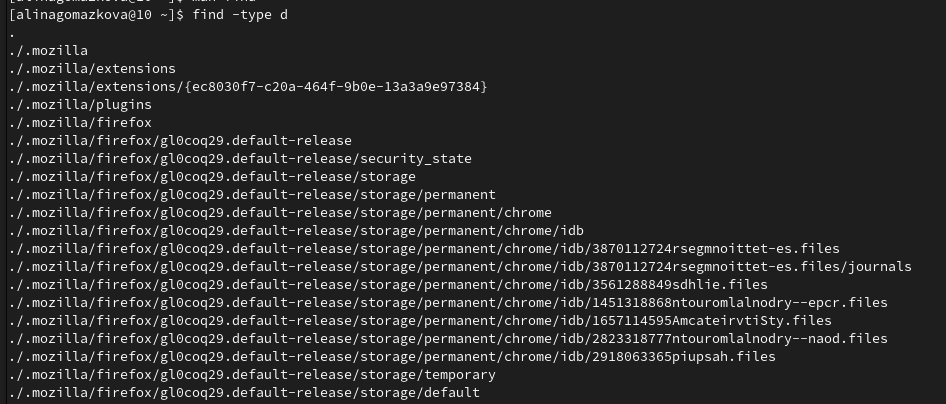 [alinagomazkova@10 ~]$ man find
[alinagomazkova@10 ~]$ find -type d
.
./.mozilla
./.mozilla/extensions
./.mozilla/extensions/{ec8030f7-c20a-464f-9b0e-13a3a9e97384}
./.mozilla/plugins
./.mozilla/firefox
./.mozilla/firefox/gl0coq29.default-release
./.mozilla/firefox/gl0coq29.default-release/security_state
./.mozilla/firefox/gl0coq29.default-release/storage
./.mozilla/firefox/gl0coq29.default-release/storage/permanent
./.mozilla/firefox/gl0coq29.default-release/storage/permanent/chrome
./.mozilla/firefox/gl0coq29.default-release/storage/permanent/chrome/idb
./.mozilla/firefox/gl0coq29.default-release/storage/permanent/chrome/idb/3870112724rsegmnoittet-es.files
./.mozilla/firefox/gl0coq29.default-release/storage/permanent/chrome/idb/3870112724rsegmnoittet-es.files/journals
./.mozilla/firefox/gl0coq29.default-release/storage/permanent/chrome/idb/3561288849sdhlie.files
./.mozilla/firefox/gl0coq29.default-release/storage/permanent/chrome/idb/1451318868ntouromlalnodry--epcr.files
./.mozilla/firefox/gl0coq29.default-release/storage/permanent/chrome/idb/1657114595AmcateirvtiSty.files
./.mozilla/firefox/gl0coq29.default-release/storage/permanent/chrome/idb/2823318777ntouromlalnodry--naod.files
./.mozilla/firefox/gl0coq29.default-release/storage/permanent/chrome/idb/2918063365piupsah.files
./.mozilla/firefox/gl0coq29.default-release/storage/temporary
./.mozilla/firefox/gl0coq29.default-release/storage/default